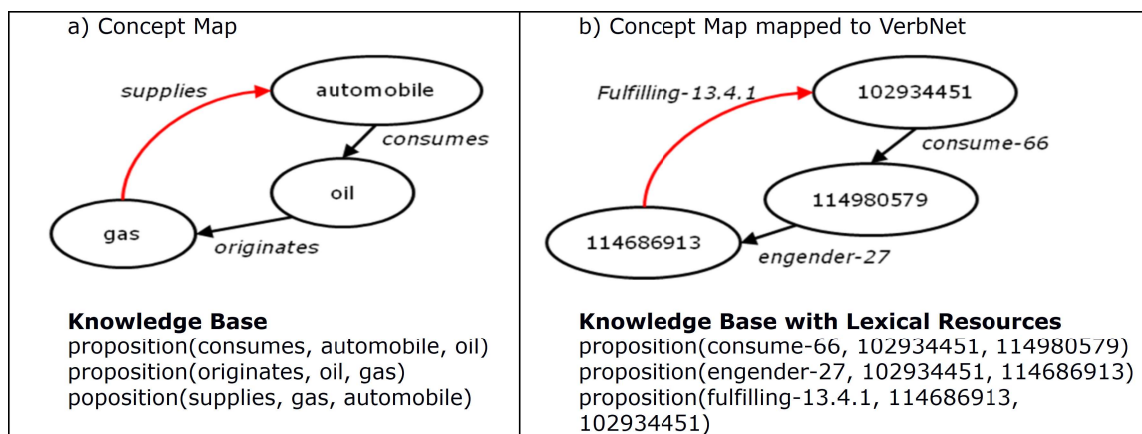 a) Concept Map
supplies
automobile
consumes
oil
gas
originates
Knowledge Base
proposition(consumes, automobile, oil)
proposition(originates, oil, gas)
poposition(supplies, gas, automobile)
b) Concept Map mapped to VerbNet
Fulfilling-13.4.1
102934451
consume-66
114980579
114686913
engender-27
Knowledge Base with Lexical Resources
proposition(consume-66, 102934451, 114980579)
proposition(engender-27, 102934451, 114686913)
proposition(fulfilling-13.4.1, 114686913,
102934451)